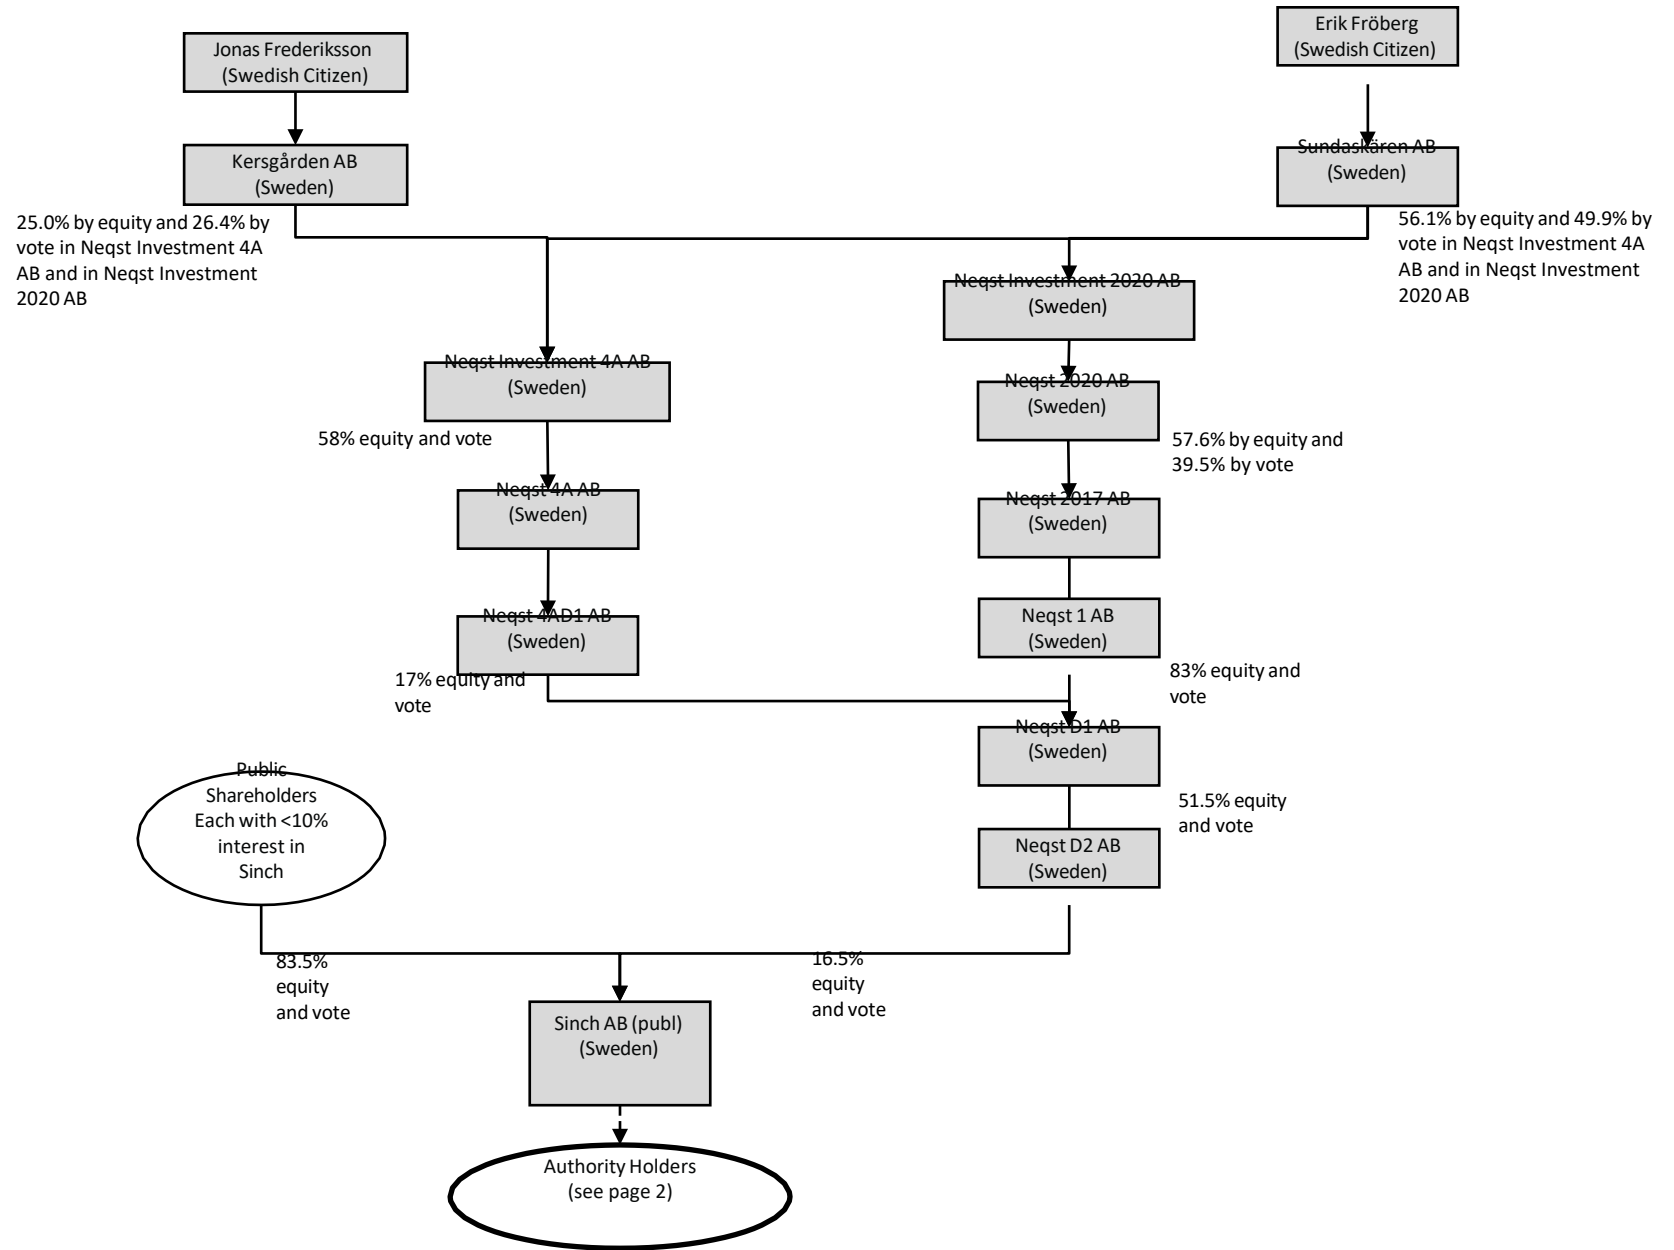 Jonas Frederiksson
(Swedish Citizen)
Erik Fröberg
(Swedish Citizen)
Kersgården AB
(Sweden)
Sundaskären AB
(Sweden)
25.0% by equity and 26.4% by
vote in Neqst Investment 4A
AB and in Neqst Investment
2020 AB
56.1% by equity and 49.9% by
vote in Neqst Investment 4A
AB and in Neqst Investment
2020 AB
Neqst Investment 2020 AB
(Sweden)
Neqst Investment 4A AB
(Sweden)
Neqst 2020 AB
(Sweden)
58% equity and vote
57.6% by equity and
39.5% by vote
Neqst 4A AB
(Sweden)
Neqst 2017 AB
(Sweden)
Neqst 4AD1 AB
(Sweden)
Neqst 1 AB
(Sweden)
17% equity and
vote
83% equity and
vote
Neqst D1 AB
(Sweden)
Public
Shareholders
Each with <10%
interest in
Sinch
51.5% equity
and vote
Neqst D2 AB
(Sweden)
83.5%
equity
and vote
16.5%
equity
and vote
Sinch AB (publ)
(Sweden)
Authority Holders
(see page 2)